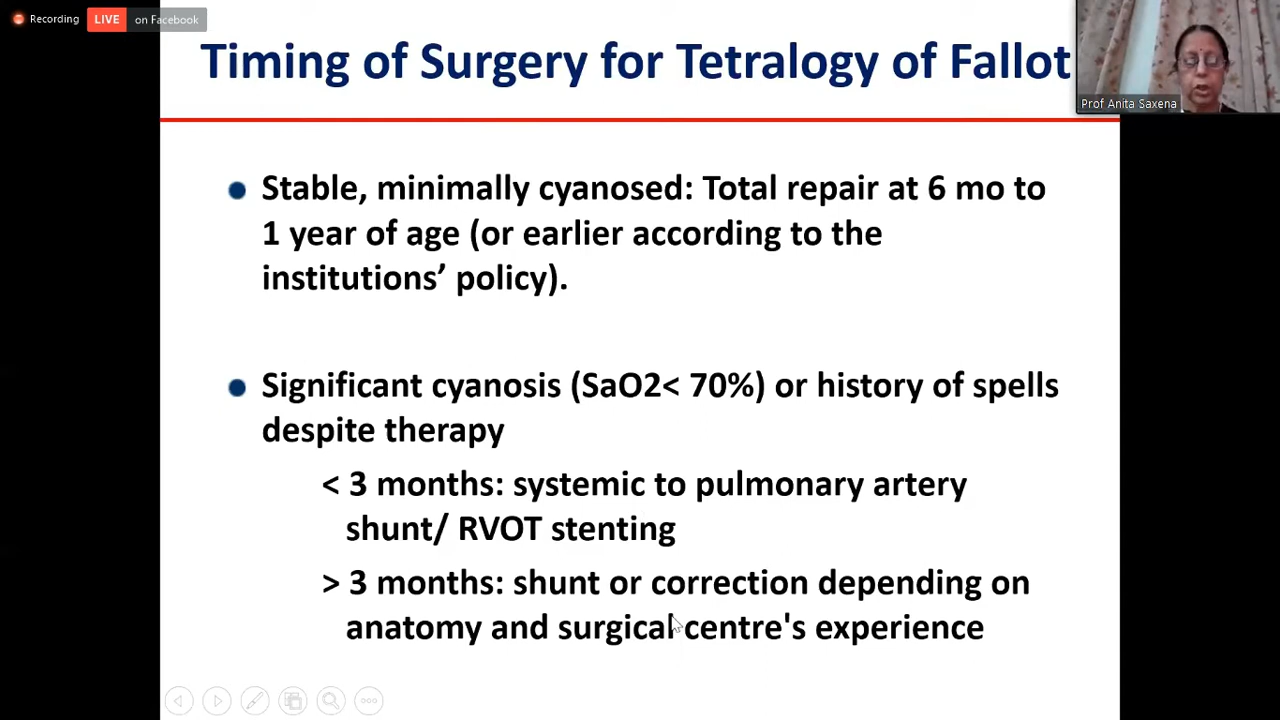 Recording
LIVE
on Facebook
Timing of Surgery for Tetralogy of Fallot
Prof Anita Saxena
Stable, minimally cyanosed: Total repair at 6 mo to
1 year of age (or earlier according to the
institutions’ policy).
Significant cyanosis (SaO2< 70%) or history of spells
despite therapy
< 3 months: systemic to pulmonary artery
shunt/ RVOT stenting
> 3 months: shunt or correction depending on
anatomy and surgical centre's experience